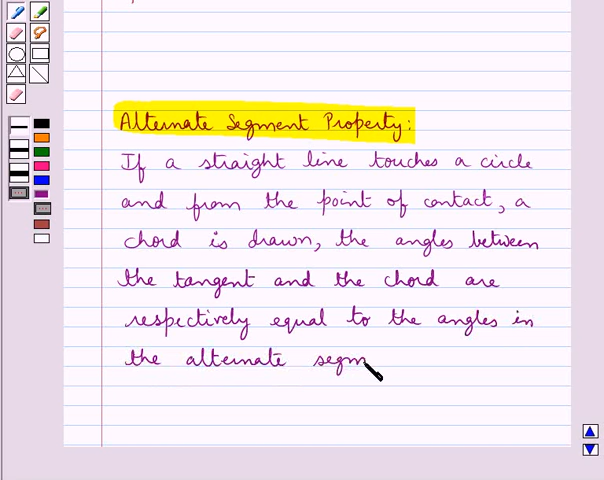 Alternate Segment Property:
If a straight line touches a circle
and from the point of contact, a
chord is drawn, the angles between
the tangent and the chord are
respectively equal to the angles in
the alternate segm